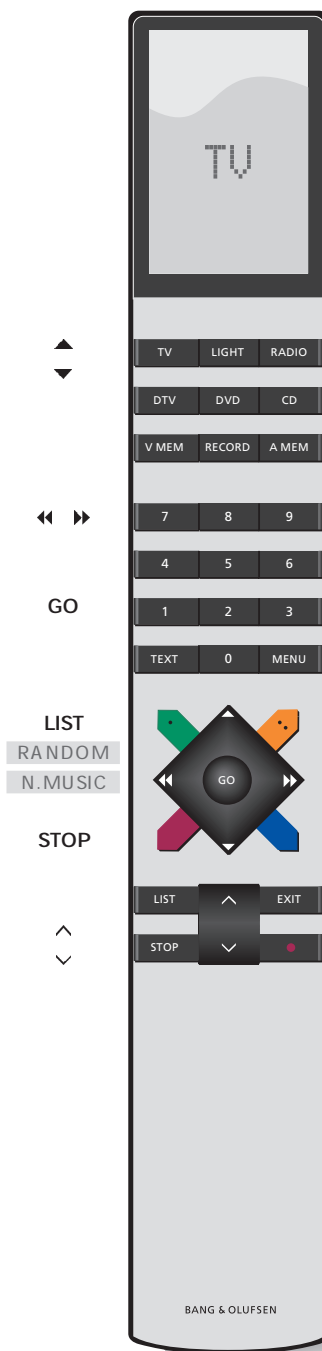 TV
TV LIGHT RADIO
DTV DVD CD
V MEM RECORD A MEM
7 8 9
4 5 6
GO
1 2 3
TEXT 0 MENU
LIST
RANDOM
N.MUSIC
GO
STOP
LIST EXIT
STOP
BANG & OLUFSEN